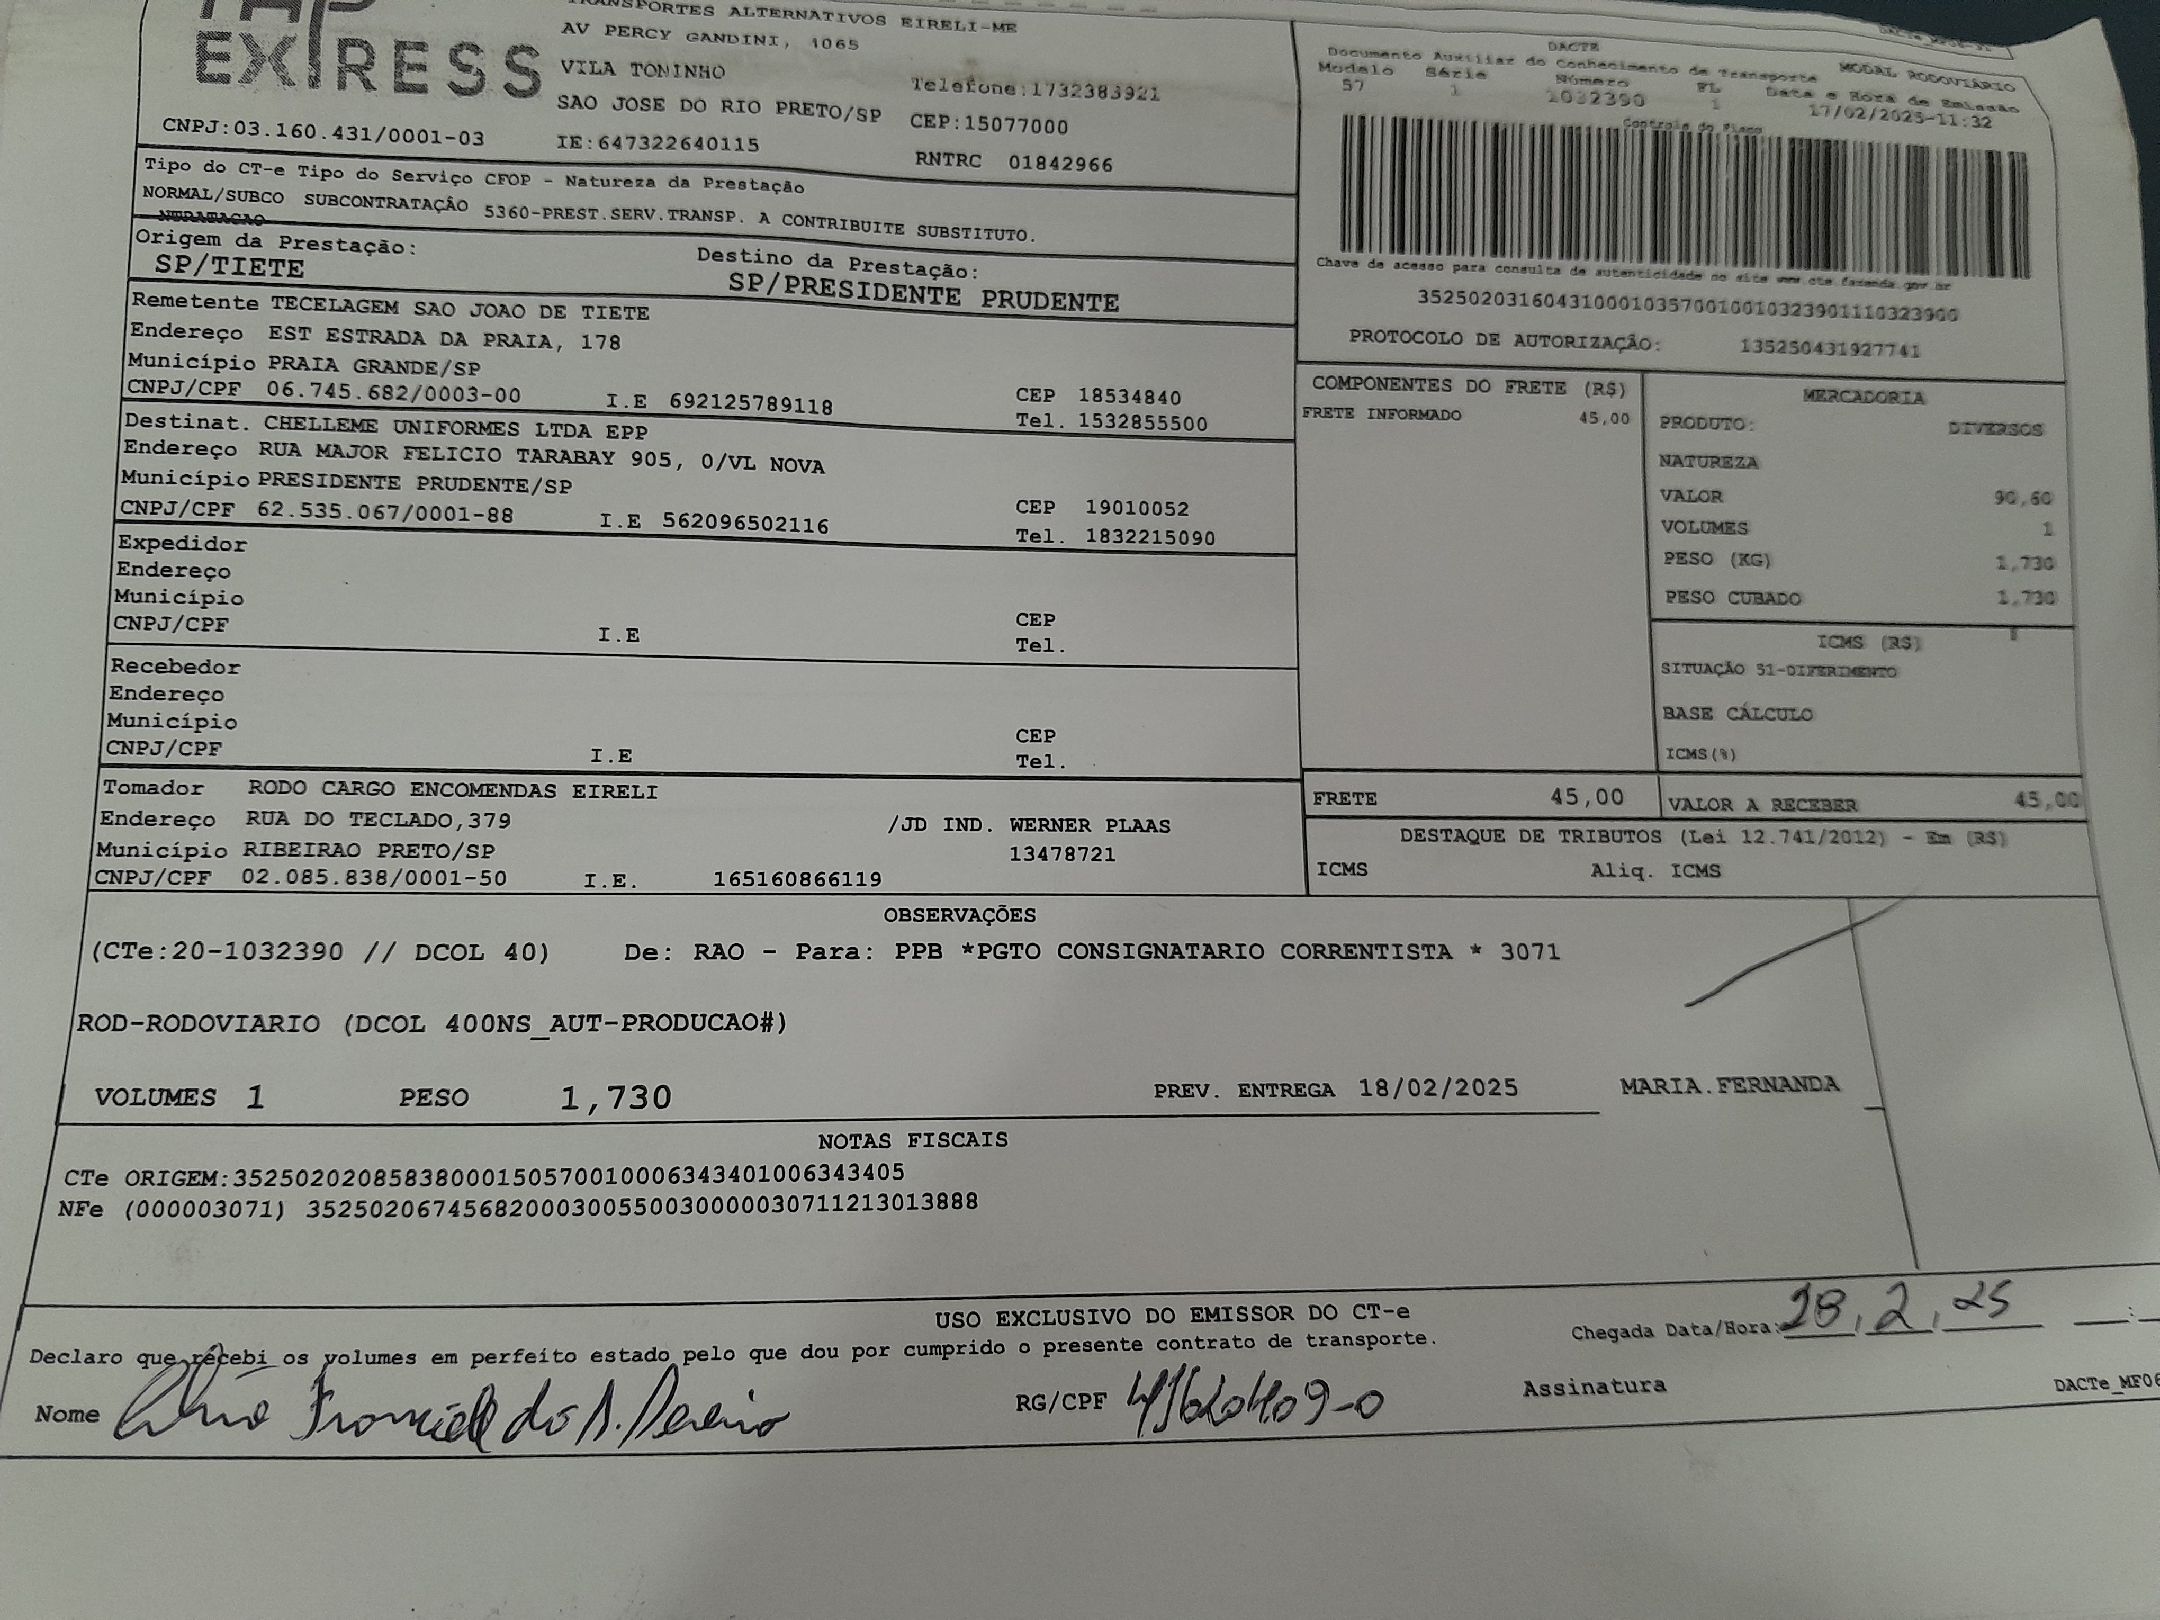 EXPRESS
TRANSPORTES ALTERNATIVOS EIRELI-ME
AV PERCY GANDINI, 1065
VILA TONINHO
Telefone:1732383921
SAO JOSE DO RIO PRETO/SP CEP:15077000
CNPJ:03.160.431/0001-03 IE:647322640115 RNTRC 01842966
DACTE
Documento Auxiliar do Conhecimento de Transporte MODAL RODOVIÁRIO
Modelo Série Número FL Data e Hora de Emissão
57 1 1032390 1 17/02/2025-11:32
Controle do Fisco
Chave de acesso para consulta de autenticidade no site www.cte.fazenda.gov.br
35250203160431000103570010010323901110323900
PROTOCOLO DE AUTORIZAÇÃO: 135250431927741
Tipo do CT-e Tipo do Serviço CFOP - Natureza da Prestação
NORMAL/SUBCO SUBCONTRATAÇÃO 5360-PREST.SERV.TRANSP. A CONTRIBUITE SUBSTITUTO.
NTRATACAO
Origem da Prestação: Destino da Prestação:
SP/TIETE SP/PRESIDENTE PRUDENTE
Remetente TECELAGEM SAO JOAO DE TIETE
Endereço EST ESTRADA DA PRAIA, 178
Município PRAIA GRANDE/SP CEP 18534840
CNPJ/CPF 06.745.682/0003-00 I.E 692125789118 Tel. 1532855500
Destinat. CHELLEME UNIFORMES LTDA EPP
Endereço RUA MAJOR FELICIO TARABAY 905, 0/VL NOVA
Município PRESIDENTE PRUDENTE/SP CEP 19010052
CNPJ/CPF 62.535.067/0001-88 I.E 562096502116 Tel. 1832215090
Expedidor
Endereço
Município CEP
CNPJ/CPF I.E Tel.
Recebedor
Endereço
Município CEP
CNPJ/CPF I.E Tel.
Tomador RODO CARGO ENCOMENDAS EIRELI
Endereço RUA DO TECLADO,379 /JD IND. WERNER PLAAS
Município RIBEIRAO PRETO/SP 13478721
CNPJ/CPF 02.085.838/0001-50 I.E. 165160866119
COMPONENTES DO FRETE (R$)
FRETE INFORMADO 45,00
MERCADORIA
PRODUTO: DIVERSOS
NATUREZA
VALOR 90,60
VOLUMES 1
PESO (KG) 1,730
PESO CUBADO 1,730
ICMS (R$)
SITUAÇÃO 51-DIFERIMENTO
BASE CÁLCULO
ICMS(%)
FRETE 45,00 VALOR A RECEBER 45,00
DESTAQUE DE TRIBUTOS (Lei 12.741/2012) - Em (R$)
ICMS Aliq. ICMS
OBSERVAÇÕES
(CTe:20-1032390 // DCOL 40) De: RAO - Para: PPB *PGTO CONSIGNATARIO CORRENTISTA * 3071
ROD-RODOVIARIO (DCOL 400NS_AUT-PRODUCAO#)
VOLUMES 1 PESO 1,730 PREV. ENTREGA 18/02/2025 MARIA.FERNANDA
NOTAS FISCAIS
CTe ORIGEM:35250202085838000150570010006343401006343405
NFe (000003071) 35250206745682000300550030000030711213013888
USO EXCLUSIVO DO EMISSOR DO CT-e
Declaro que recebi os volumes em perfeito estado pelo que dou por cumprido o presente contrato de transporte.
Chegada Data/Hora: 28, 2, 25
Nome RG/CPF Assinatura
DACTe_MF06